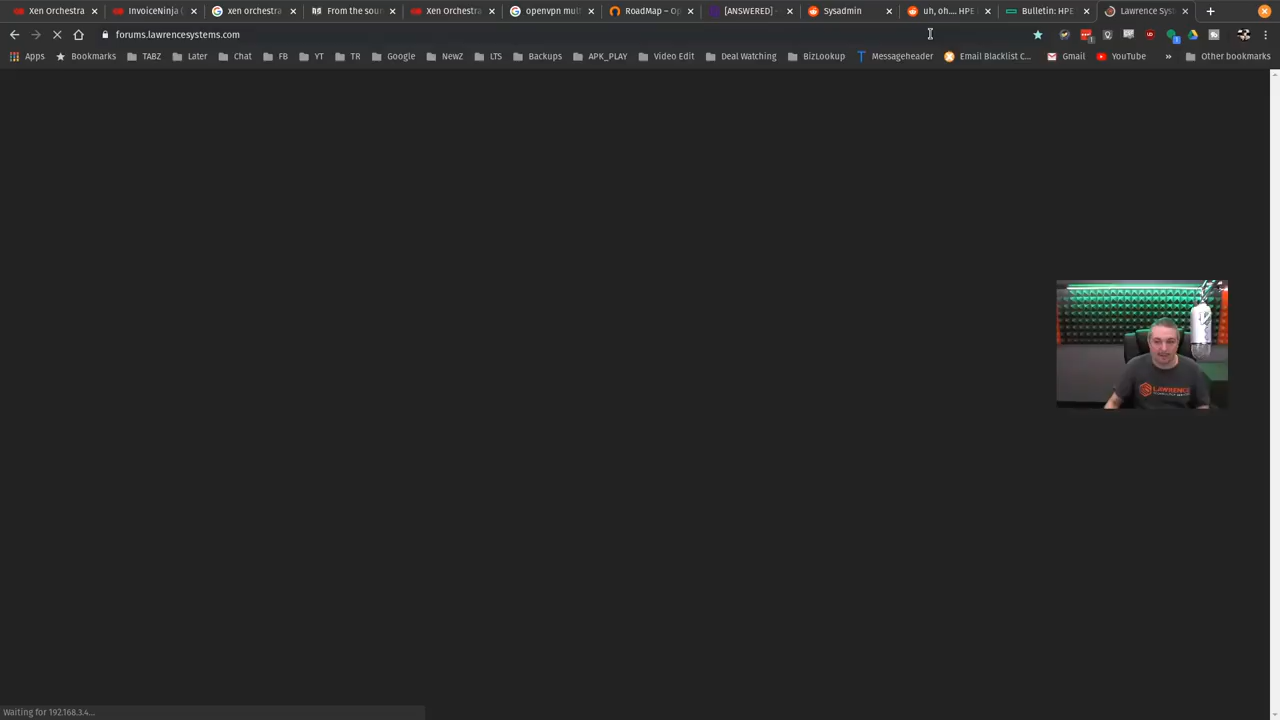 Xen Orchestra
InvoiceNinja (
xen orchestra
From the sour
Xen Orchestra
openvpn mult
RoadMap – Op
[ANSWERED] -
Sysadmin
uh, oh.... HPE
Bulletin: HPE
Lawrence Sys
forums.lawrencesystems.com
Apps
Bookmarks
TABZ
Later
Chat
FB
YT
TR
Google
NewZ
LTS
Backups
APK_PLAY
Video Edit
Deal Watching
BizLookup
Messageheader
Email Blacklist C...
Gmail
YouTube
»
Other bookmarks
LAWRENCE
Waiting for 192.168.3.4...